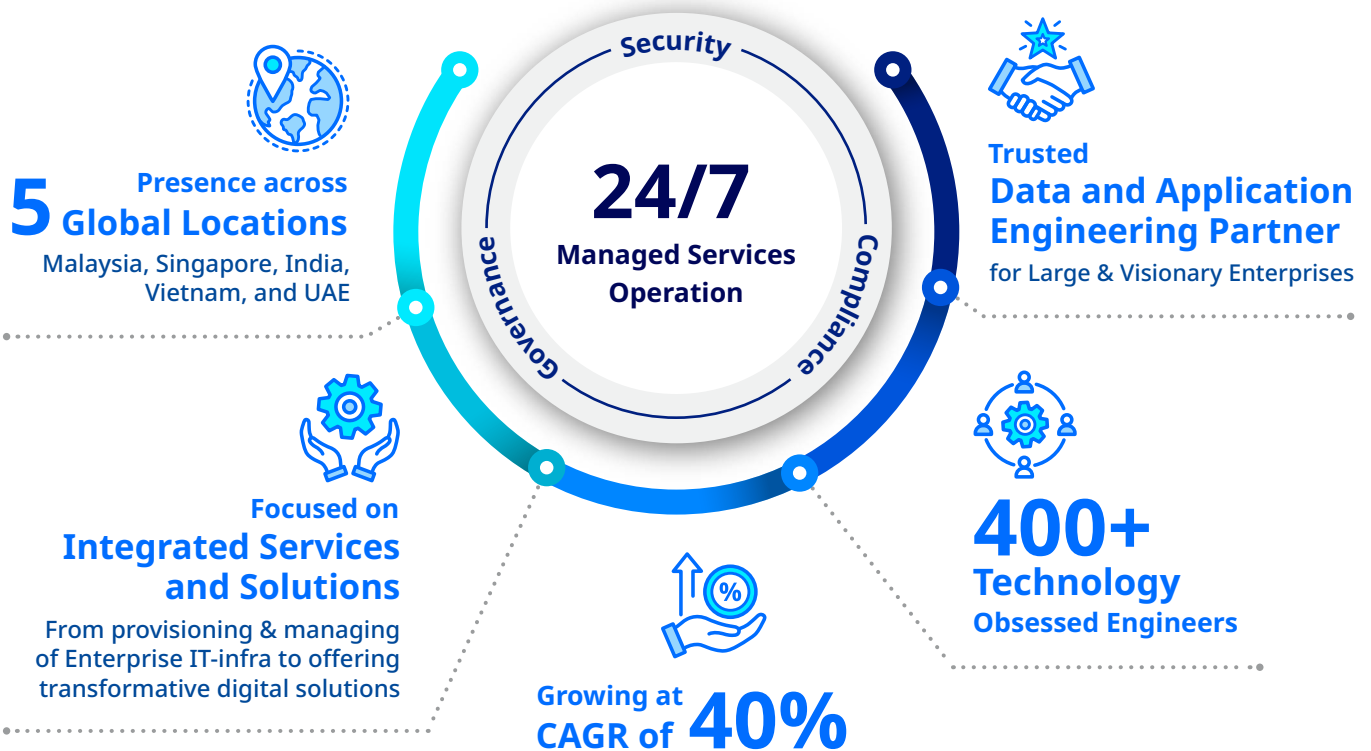 Security
Compliance
Governance
24/7
Managed Services
Operation
5 Presence across
Global Locations
Malaysia, Singapore, India,
Vietnam, and UAE
Focused on
Integrated Services
and Solutions
From provisioning & managing
of Enterprise IT-infra to offering
transformative digital solutions
%
Growing at
CAGR of 40%
Trusted
Data and Application
Engineering Partner
for Large & Visionary Enterprises
400+
Technology
Obsessed Engineers